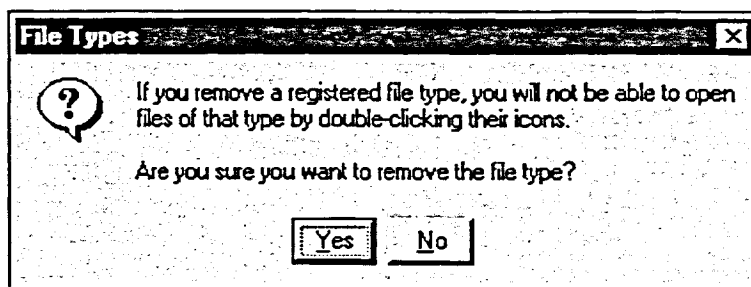 File Types
If you remove a registered file type, you will not be able to open
files of that type by double-clicking their icons.
Are you sure you want to remove the file type?
Yes No